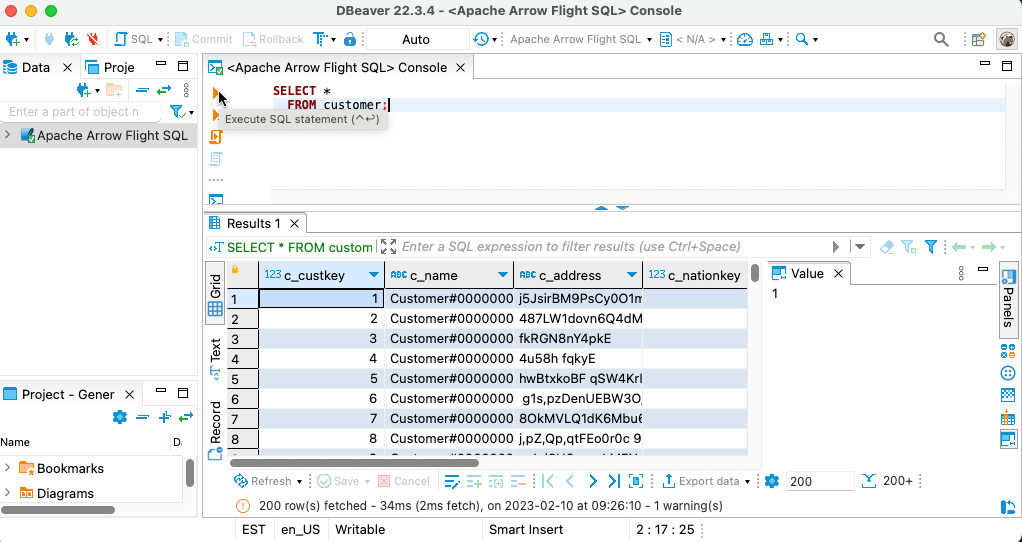 DBeaver 22.3.4 - <Apache Arrow Flight SQL> Console
SQL
Commit
Rollback
Auto
Apache Arrow Flight SQL
< N/A >
Data
Proje
<Apache Arrow Flight SQL> Console
Enter a part of object n
Apache Arrow Flight SQL
SELECT *
FROM customer;
Execute SQL statement (^↩)
Results 1
SELECT * FROM custom
Enter a SQL expression to filter results (use Ctrl+Space)
Grid
Text
Record
123 c_custkey
ABC c_name
ABC c_address
123 c_nationkey
1 1 Customer#0000000 j5JsirBM9PsCy0O1m
2 2 Customer#0000000 487LW1dovn6Q4dM
3 3 Customer#0000000 fkRGN8nY4pkE
4 4 Customer#0000000 4u58h fqkyE
5 5 Customer#0000000 hwBtxkoBF qSW4KrI
6 6 Customer#0000000 g1s,pzDenUEBW3O,
7 7 Customer#0000000 8OkMVLQ1dK6Mbu6
8 8 Customer#0000000 j,pZ,Qp,qtFEo0r0c 9
Value
1
Panels
Project - Gener
Name
D
Bookmarks
Diagrams
Refresh
Save
Cancel
Export data
200
200+
200 row(s) fetched - 34ms (2ms fetch), on 2023-02-10 at 09:26:10 - 1 warning(s)
EST
en_US
Writable
Smart Insert
2 : 17 : 25